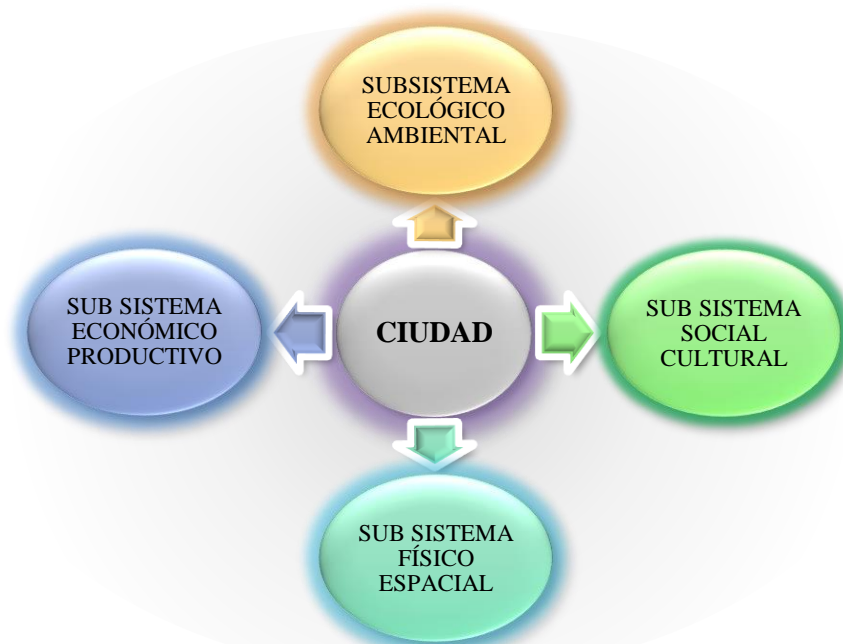 SUBSISTEMA
ECOLÓGICO
AMBIENTAL
SUB SISTEMA
ECONÓMICO
PRODUCTIVO
CIUDAD
SUB SISTEMA
SOCIAL
CULTURAL
SUB SISTEMA
FÍSICO
ESPACIAL